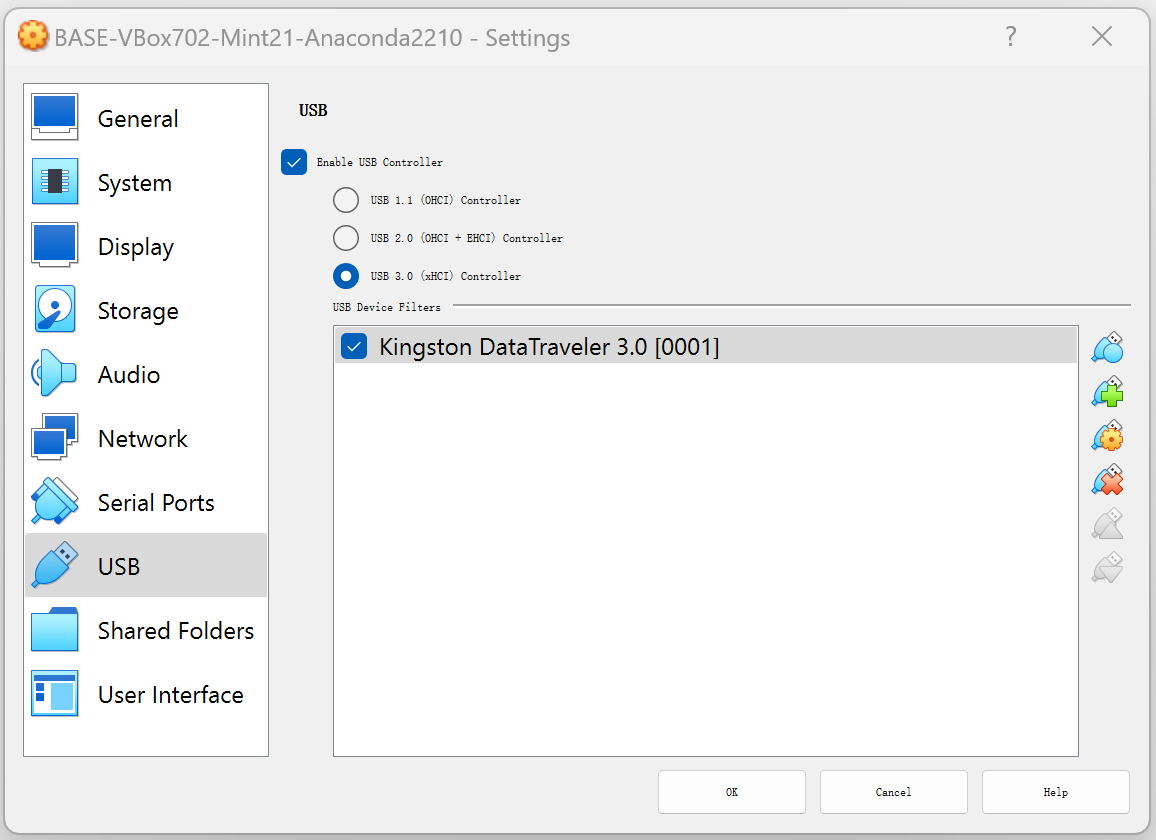 BASE-VBox702-Mint21-Anaconda2210 - Settings
?
General
System
Display
Storage
Audio
Network
Serial Ports
USB
Shared Folders
User Interface
USB
Enable USB Controller
USB 1.1 (OHCI) Controller
USB 2.0 (OHCI + EHCI) Controller
USB 3.0 (xHCI) Controller
USB Device Filters
Kingston DataTraveler 3.0 [0001]
OK
Cancel
Help